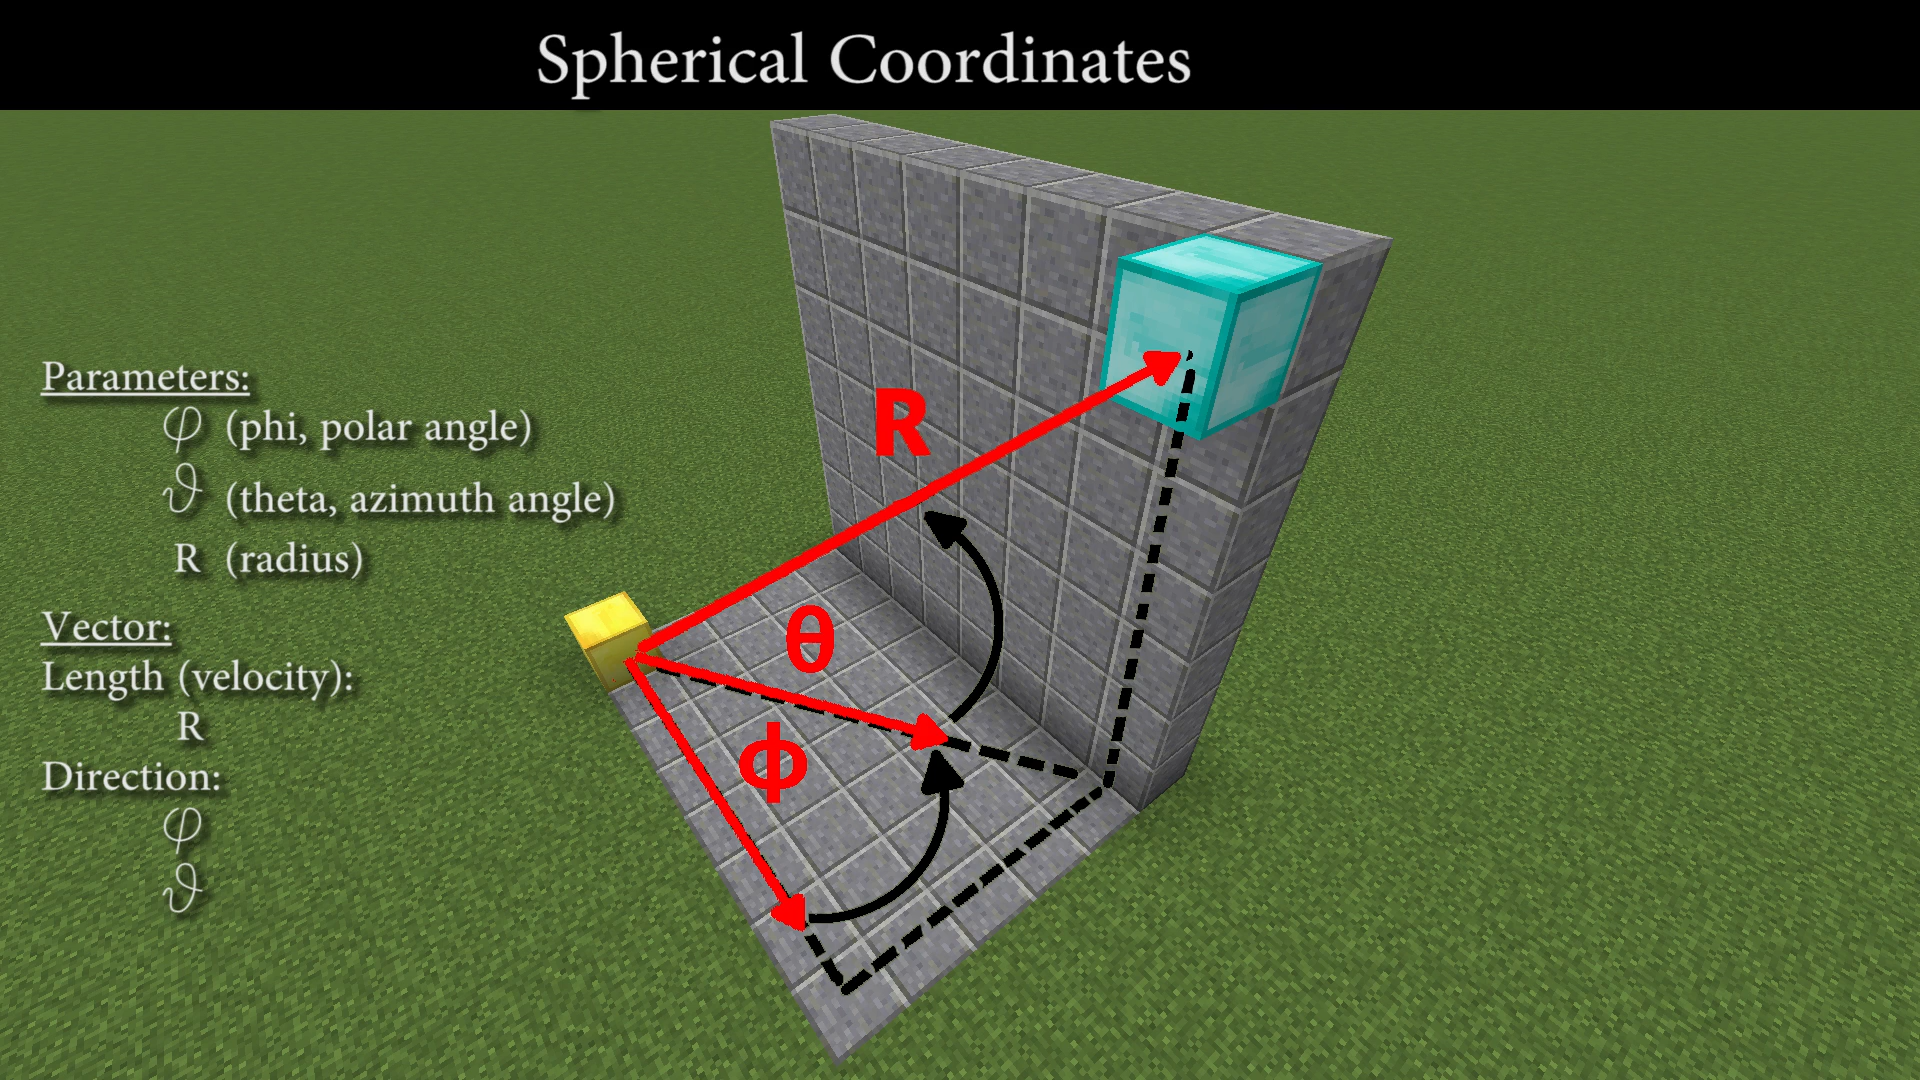 Spherical Coordinates
Parameters:
φ (phi, polar angle)
ϑ (theta, azimuth angle)
R (radius)
Vector:
Length (velocity):
R
Direction:
φ
ϑ
R
θ
ϕ